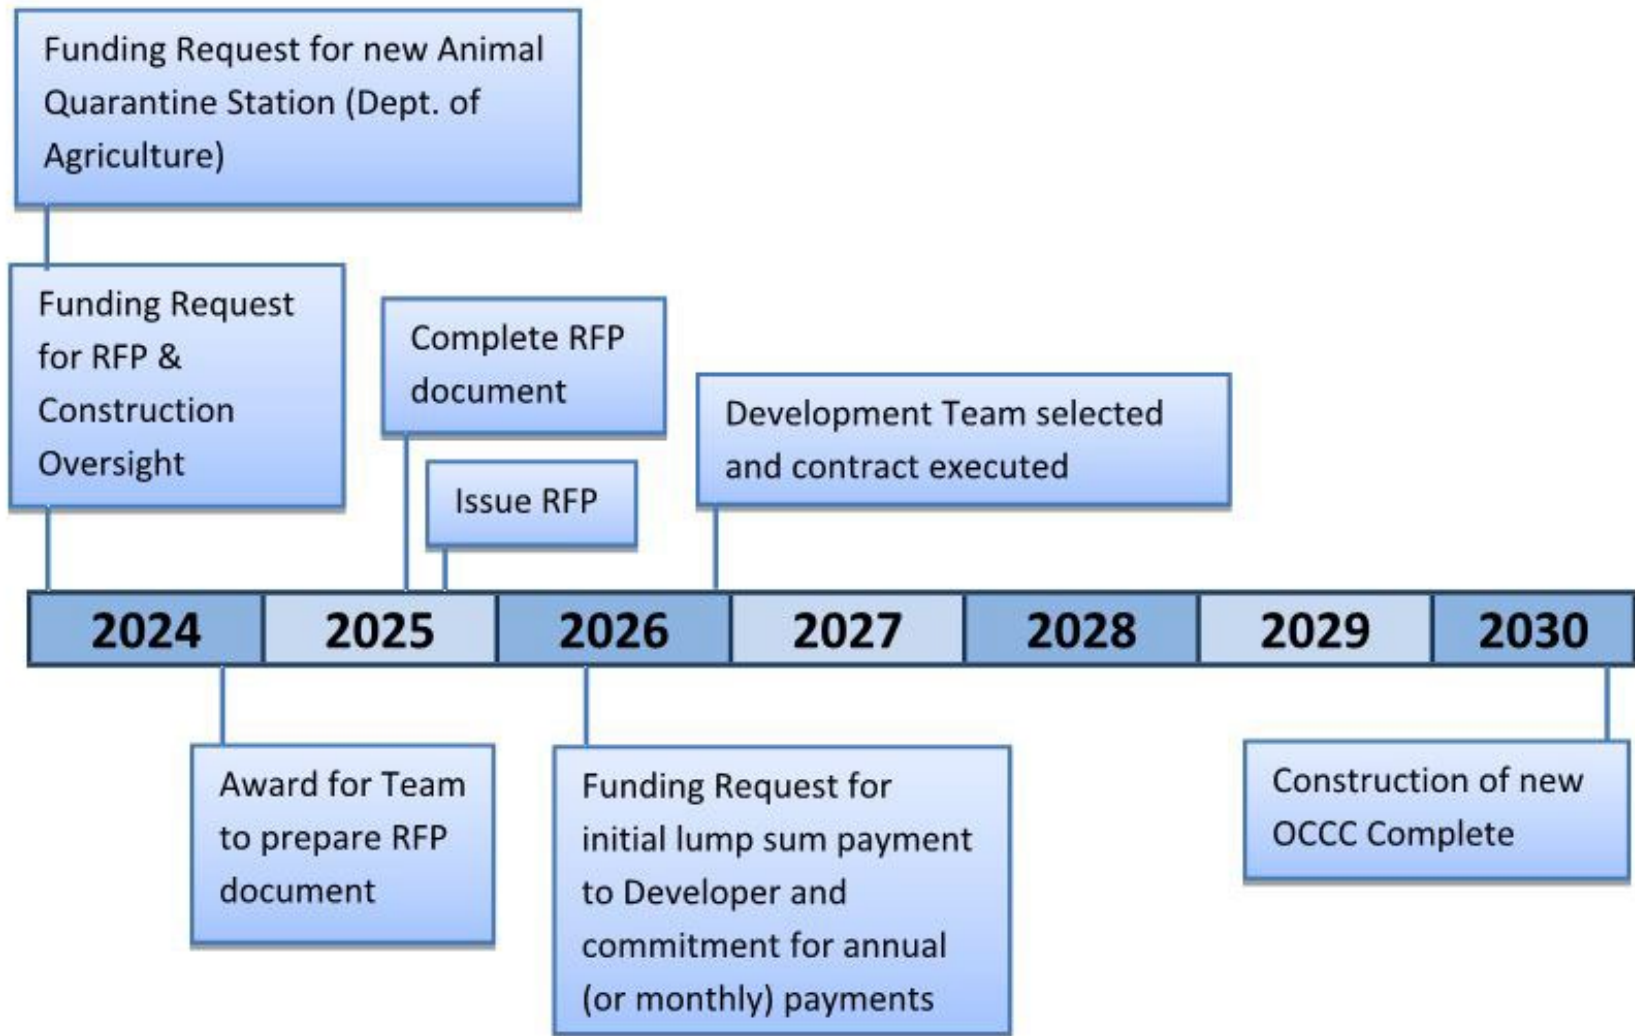 Funding Request for new Animal
Quarantine Station (Dept. of
Agriculture)
Funding Request
for RFP &
Construction
Oversight
Complete RFP
document
Issue RFP
Development Team selected
and contract executed
2024
2025
2026
2027
2028
2029
2030
Award for Team
to prepare RFP
document
Funding Request for
initial lump sum payment
to Developer and
commitment for annual
(or monthly) payments
Construction of new
OCCC Complete